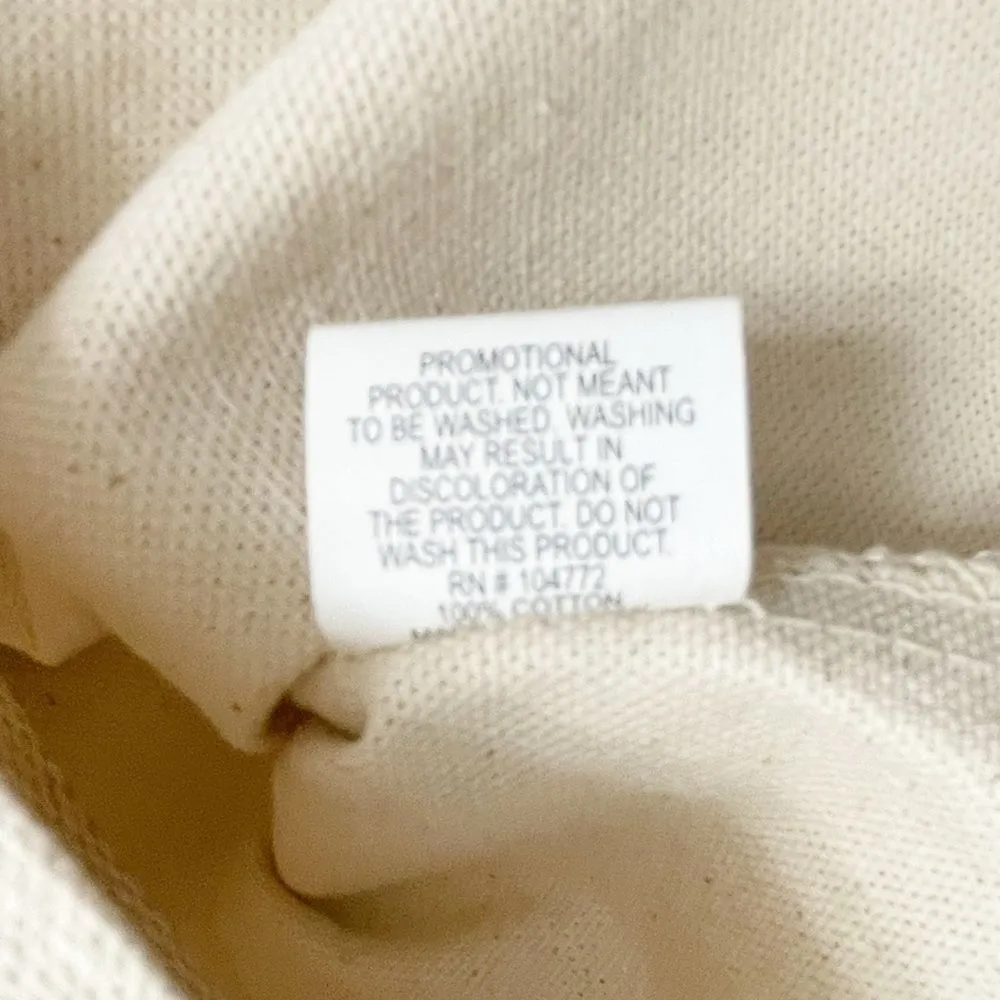 PROMOTIONAL
PRODUCT. NOT MEANT
TO BE WASHED. WASHING
MAY RESULT IN
DISCOLORATION OF
THE PRODUCT. DO NOT
WASH THIS PRODUCT.
RN # 104772
100% COTTON